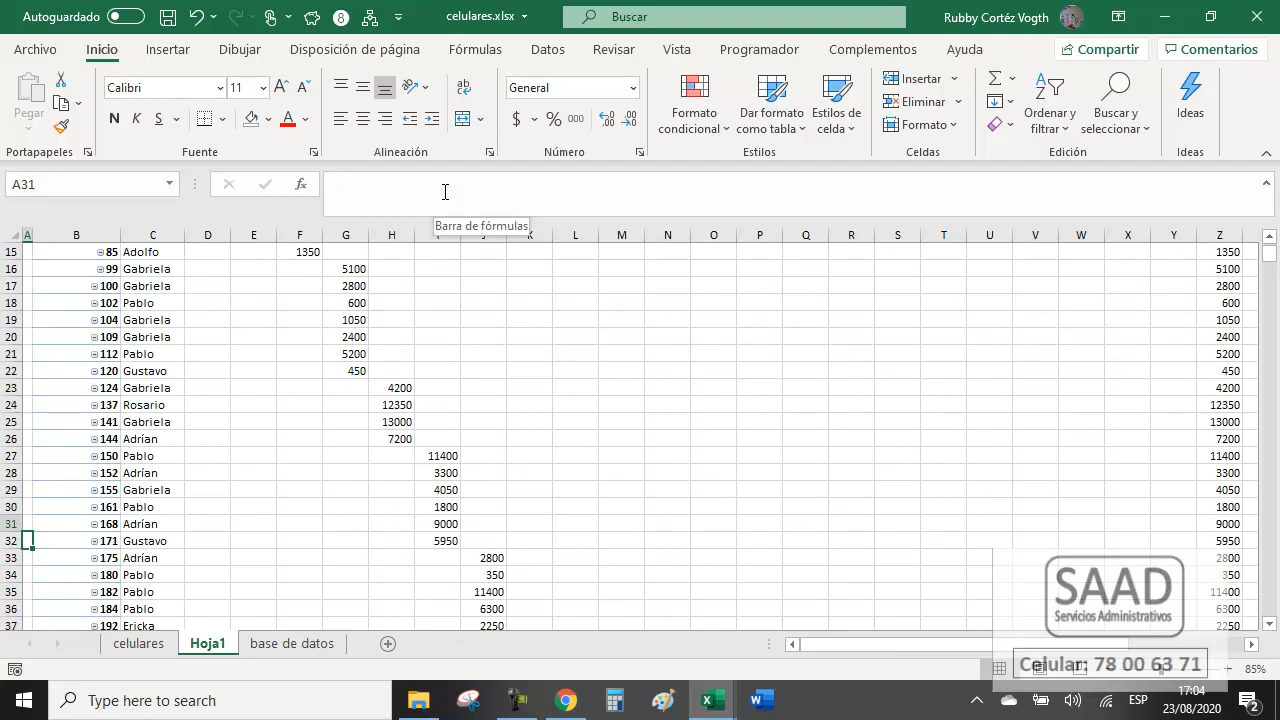 Autoguardado
celulares.xlsx
Buscar
Rubby Cortéz Vogth
Archivo Inicio Insertar Dibujar Disposición de página Fórmulas Datos Revisar Vista Programador Complementos Ayuda Compartir Comentarios
Pegar
Portapapeles
Calibri 11
N K S
Fuente
Alineación
General
$ % 000
Número
Formato condicional
Dar formato como tabla
Estilos de celda
Estilos
Insertar
Eliminar
Formato
Celdas
Ordenar y filtrar
Buscar y seleccionar
Edición
Ideas
Ideas
A31
fx
Barra de fórmulas
A B C D E F G H J K L M N O P Q R S T U V W X Y Z
15 85 Adolfo 1350 1350
16 99 Gabriela 5100 5100
17 100 Gabriela 2800 2800
18 102 Pablo 600 600
19 104 Gabriela 1050 1050
20 109 Gabriela 2400 2400
21 112 Pablo 5200 5200
22 120 Gustavo 450 450
23 124 Gabriela 4200 4200
24 137 Rosario 12350 12350
25 141 Gabriela 13000 13000
26 144 Adrían 7200 7200
27 150 Pablo 11400 11400
28 152 Adrían 3300 3300
29 155 Gabriela 4050 4050
30 161 Pablo 1800 1800
31 168 Adrían 9000 9000
32 171 Gustavo 5950 5950
33 175 Adrían 2800 2800
34 180 Pablo 350 350
35 182 Pablo 11400 11400
36 184 Pablo 6300 6300
37 192 Ericka 2250 2250
SAAD
Servicios Administrativos
Celular: 78 00 63 71
celulares Hoja1 base de datos
85%
Type here to search
ESP
17:04
23/08/2020
2